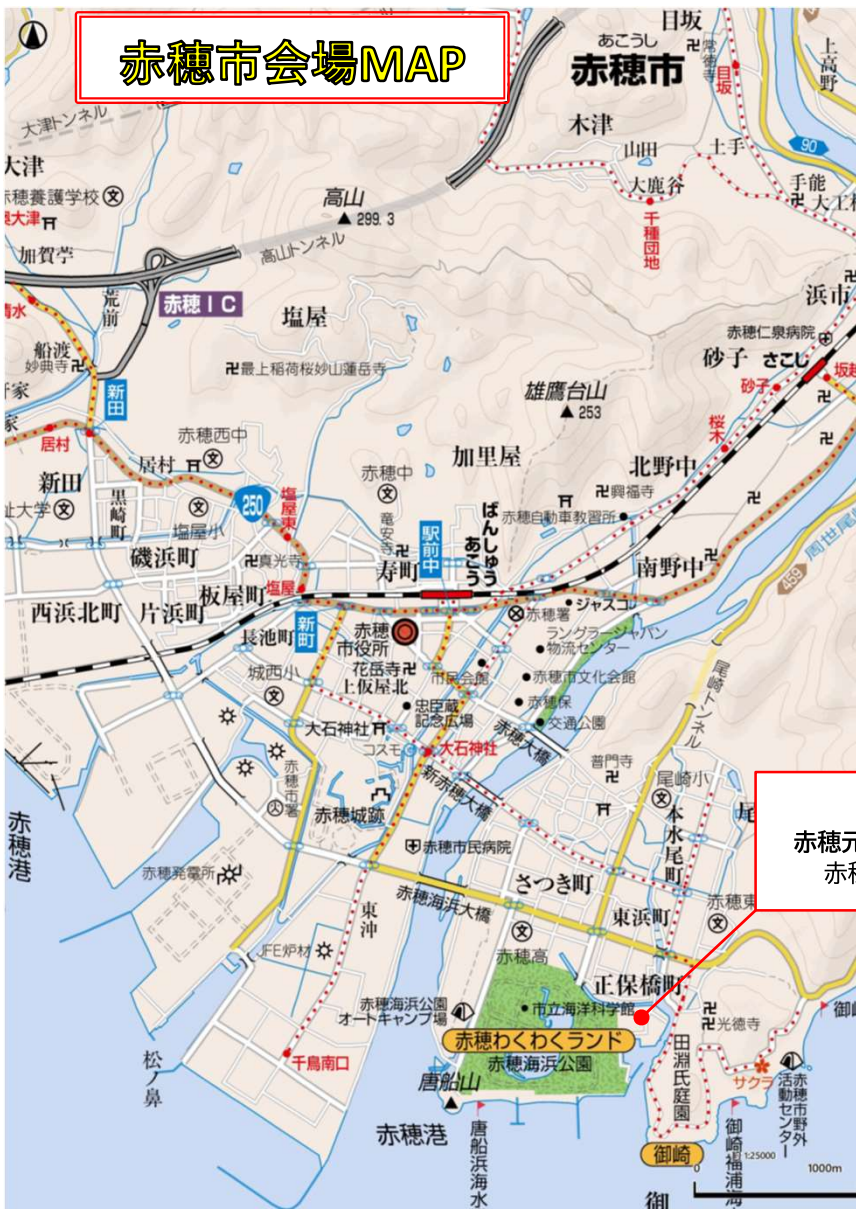 赤穂市会場MAP
目坂
あこうし
赤穂市
常徳寺
目坂
上高野
大津トンネル
木津
山田
土手
90
大津
大鹿谷
手能
赤穂養護学校
高山
299.3
千種団地
高山トンネル
加賀苧
荒前
赤穂IC
塩屋
浜市
赤穂仁泉病院
船渡
妙典寺
最上稲荷桜妙山蓮岳寺
砂子
さこし
砂子
新田
雄鷹台山
253
桜木
居村
赤穂西中
加里屋
北野中
居村
赤穂中
興福寺
新田
250
赤穂自動車教習所
黒崎町
塩屋小
塩屋東
竜安寺
駅前中
ばんしゅう
あこう
磯浜町
真光寺
寿町
南野中
459
板屋町
塩屋
西浜北町
片浜町
新町
赤穂署
ジャスコ
長池町
赤穂
市役所
ラングラージャパン
物流センター
尾崎トンネル
城西小
花岳寺
市民会館
赤穂市文化会館
上仮屋北
忠臣蔵
記念広場
赤穂保
交通公園
大石神社
赤穂大橋
コスモ
大石神社
普門寺
新赤穂大橋
尾崎小
赤穂市署
赤穂城跡
本水尾町
赤穂港
赤穂市民病院
赤穂発電所
さつき町
赤穂海浜大橋
東浜町
東沖
赤穂高
JFE炉材
正保橋町
赤穂海浜公園
オートキャンプ場
市立海洋科学館
光徳寺
赤穂わくわくランド
赤穂海浜公園
田淵氏庭園
松ノ鼻
千鳥南口
唐船山
サクラ
赤穂市野外
活動センター
赤穂港
御崎
1:25000
0
1000m